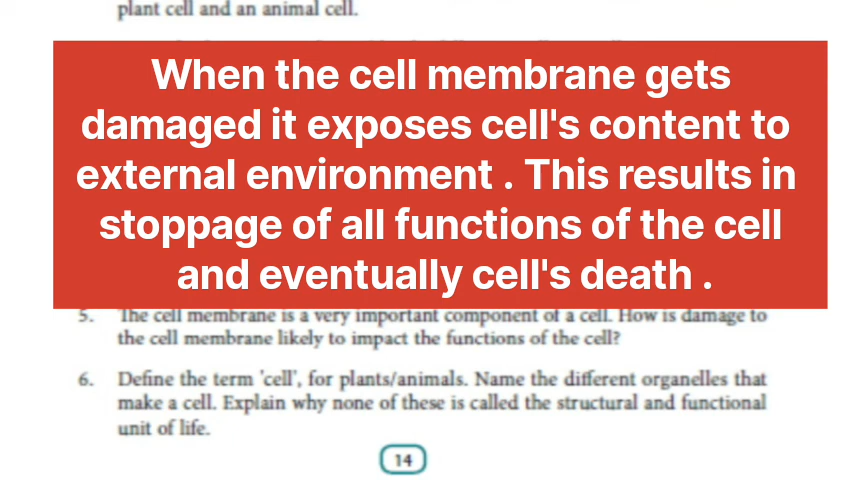 plant cell and an animal cell.
When the cell membrane gets
damaged it exposes cell's content to
external environment . This results in
stoppage of all functions of the cell
and eventually cell's death .
5. The cell membrane is a very important component of a cell. How is damage to
the cell membrane likely to impact the functions of the cell?
6. Define the term 'cell', for plants/animals. Name the different organelles that
make a cell. Explain why none of these is called the structural and functional
unit of life.
14